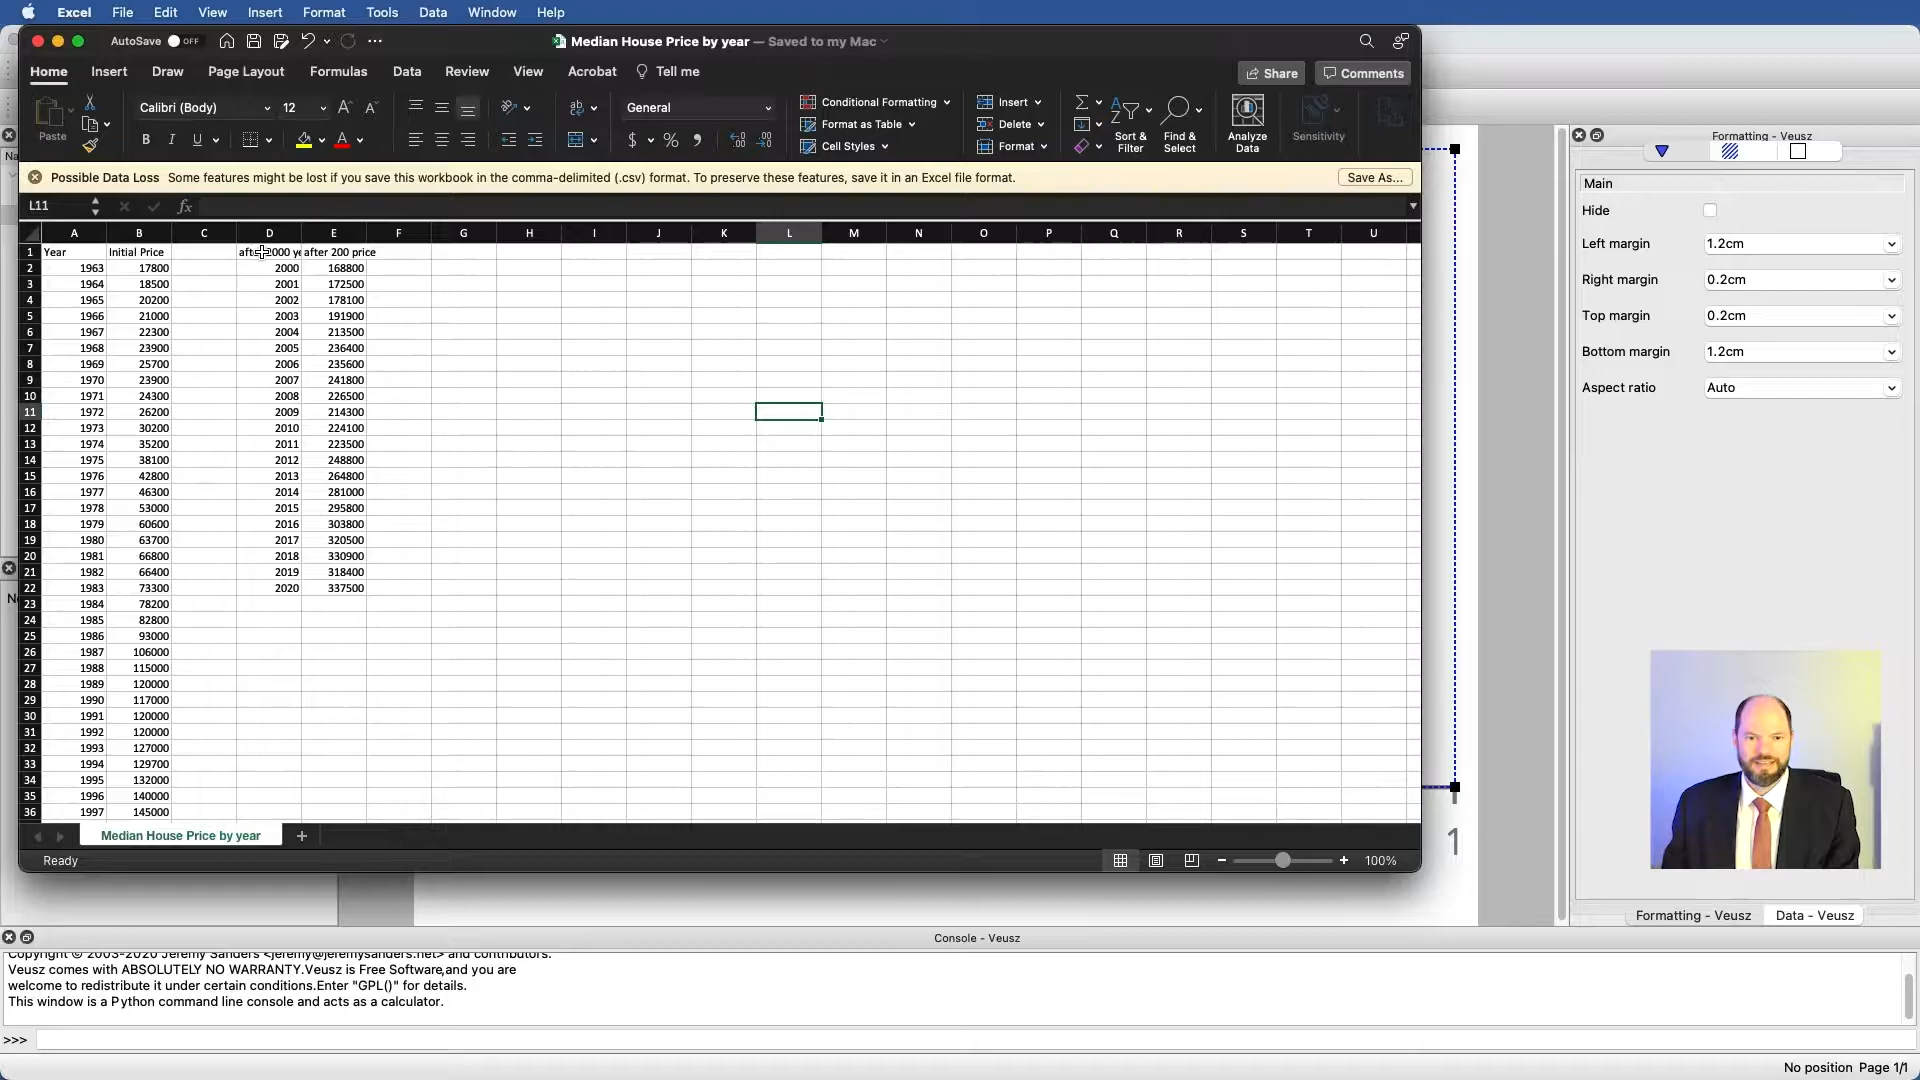 Excel File Edit View Insert Format Tools Data Window Help
AutoSave OFF Median House Price by year — Saved to my Mac
Home Insert Draw Page Layout Formulas Data Review View Acrobat Tell me Share Comments
Paste Calibri (Body) 12 General Conditional Formatting Insert
Format as Table Delete
Cell Styles Format
B I U A
Sort & Filter Find & Select Analyze Data Sensitivity
Possible Data Loss Some features might be lost if you save this workbook in the comma-delimited (.csv) format. To preserve these features, save it in an Excel file format. Save As...
L11 fx
A B C D E F G H I J K L M N O P Q R S T U
1 Year Initial Price after 200 price
2 1963 17800 2000 168800
3 1964 18500 2001 172500
4 1965 20200 2002 178100
5 1966 21000 2003 191900
6 1967 22300 2004 213500
7 1968 23900 2005 236400
8 1969 25700 2006 235600
9 1970 23900 2007 241800
10 1971 24300 2008 226500
11 1972 26200 2009 214300
12 1973 30200 2010 224100
13 1974 35200 2011 223500
14 1975 38100 2012 248800
15 1976 42800 2013 264800
16 1977 46300 2014 281000
17 1978 53000 2015 295800
18 1979 60600 2016 303800
19 1980 63700 2017 320500
20 1981 66800 2018 330900
21 1982 66400 2019 318400
22 1983 73300 2020 337500
23 1984 78200
24 1985 82800
25 1986 93000
26 1987 106000
27 1988 115000
28 1989 120000
29 1990 117000
30 1991 120000
31 1992 120000
32 1993 127000
33 1994 129700
34 1995 132000
35 1996 140000
36 1997 145000
Median House Price by year +
Ready 100%
Formatting - Veusz
Main
Hide
Left margin 1.2cm
Right margin 0.2cm
Top margin 0.2cm
Bottom margin 1.2cm
Aspect ratio Auto
1
Formatting - Veusz Data - Veusz
Console - Veusz
Copyright © 2003-2020 Jeremy Sanders <jeremy@jeremysanders.net> and contributors.
Veusz comes with ABSOLUTELY NO WARRANTY.Veusz is Free Software,and you are
welcome to redistribute it under certain conditions.Enter "GPL()" for details.
This window is a Python command line console and acts as a calculator.
>>>
No position Page 1/1